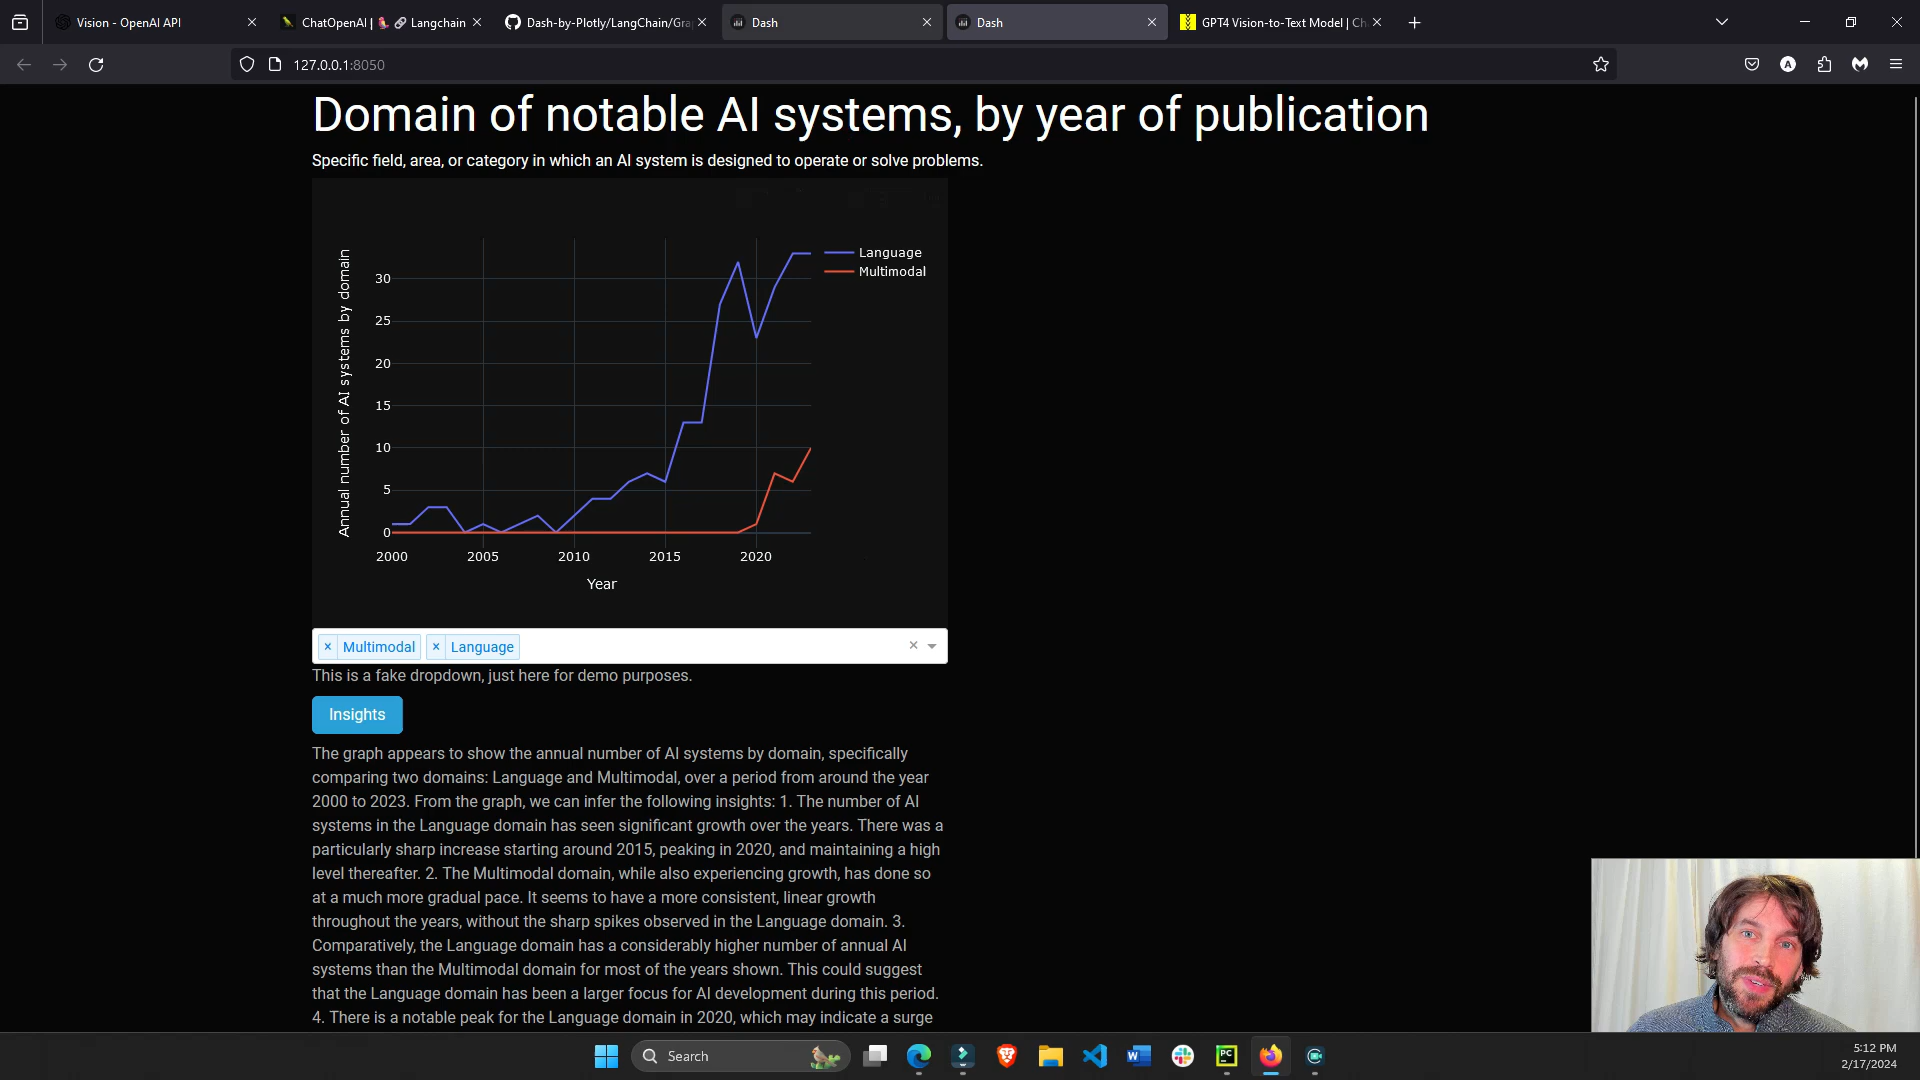 Vision - OpenAI API
ChatOpenAI | 🦜🔗 Langchain
Dash-by-Plotly/LangChain/Gra
Dash
Dash
GPT4 Vision-to-Text Model | Ch
127.0.0.1:8050
Domain of notable AI systems, by year of publication
Specific field, area, or category in which an AI system is designed to operate or solve problems.
Annual number of AI systems by domain
30
25
20
15
10
5
0
2000
2005
2010
2015
2020
Year
Language
Multimodal
× Multimodal × Language
This is a fake dropdown, just here for demo purposes.
Insights
The graph appears to show the annual number of AI systems by domain, specifically
comparing two domains: Language and Multimodal, over a period from around the year
2000 to 2023. From the graph, we can infer the following insights: 1. The number of AI
systems in the Language domain has seen significant growth over the years. There was a
particularly sharp increase starting around 2015, peaking in 2020, and maintaining a high
level thereafter. 2. The Multimodal domain, while also experiencing growth, has done so
at a much more gradual pace. It seems to have a more consistent, linear growth
throughout the years, without the sharp spikes observed in the Language domain. 3.
Comparatively, the Language domain has a considerably higher number of annual AI
systems than the Multimodal domain for most of the years shown. This could suggest
that the Language domain has been a larger focus for AI development during this period.
4. There is a notable peak for the Language domain in 2020, which may indicate a surge
Search
5:12 PM
2/17/2024